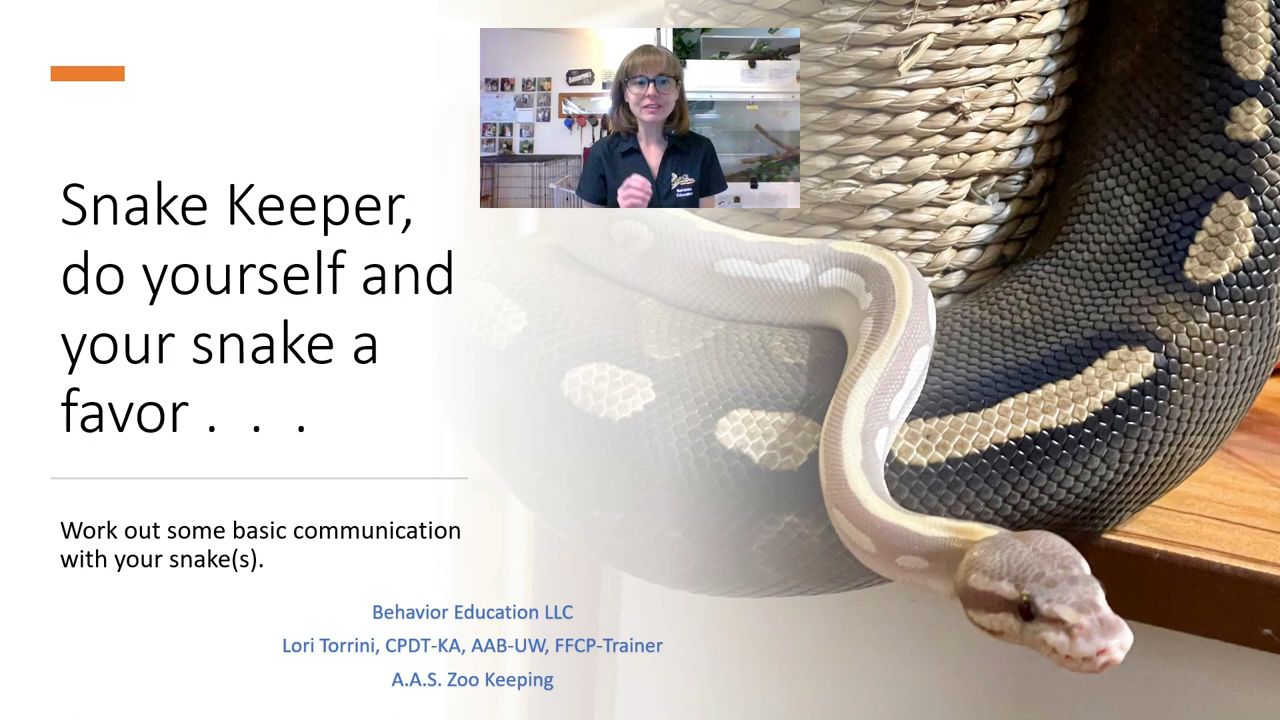 Snake Keeper,
do yourself and
your snake a
favor . . .
Work out some basic communication
with your snake(s).
Behavior Education LLC
Lori Torrini, CPDT-KA, AAB-UW, FFCP-Trainer
A.A.S. Zoo Keeping